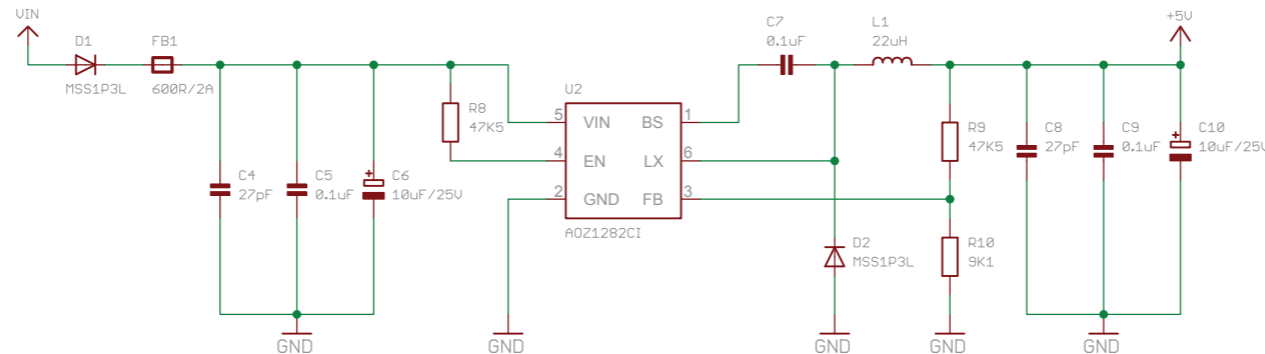 VIN
D1
MSS1P3L
FB1
600R/2A
C4
27pF
C5
0.1uF
C6
+
10uF/25V
R8
47K5
U2
5 VIN BS 1
4 EN LX 6
2 GND FB 3
AOZ1282CI
C7
0.1uF
L1
22uH
D2
MSS1P3L
R9
47K5
R10
9K1
C8
27pF
C9
0.1uF
C10
+
10uF/25V
+5V
GND
GND
GND
GND
GND